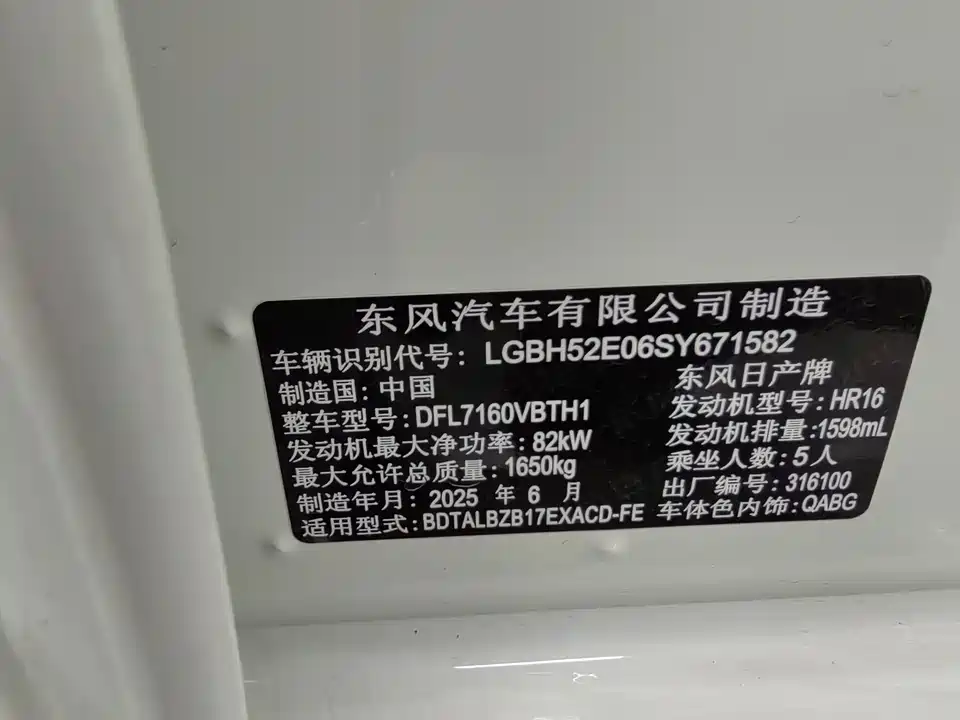 东风汽车有限公司制造
车辆识别代号: LGBH52E06SY671582
制造国: 中国 东风日产牌
整车型号: DFL7160VBTH1 发动机型号: HR16
发动机最大净功率: 82kW 发动机排量: 1598mL
最大允许总质量: 1650kg 乘坐人数: 5人
制造年月: 2025 年 6 月 出厂编号: 316100
适用型式: BDTALBZB17EXACD-FE 车体色内饰: QABG